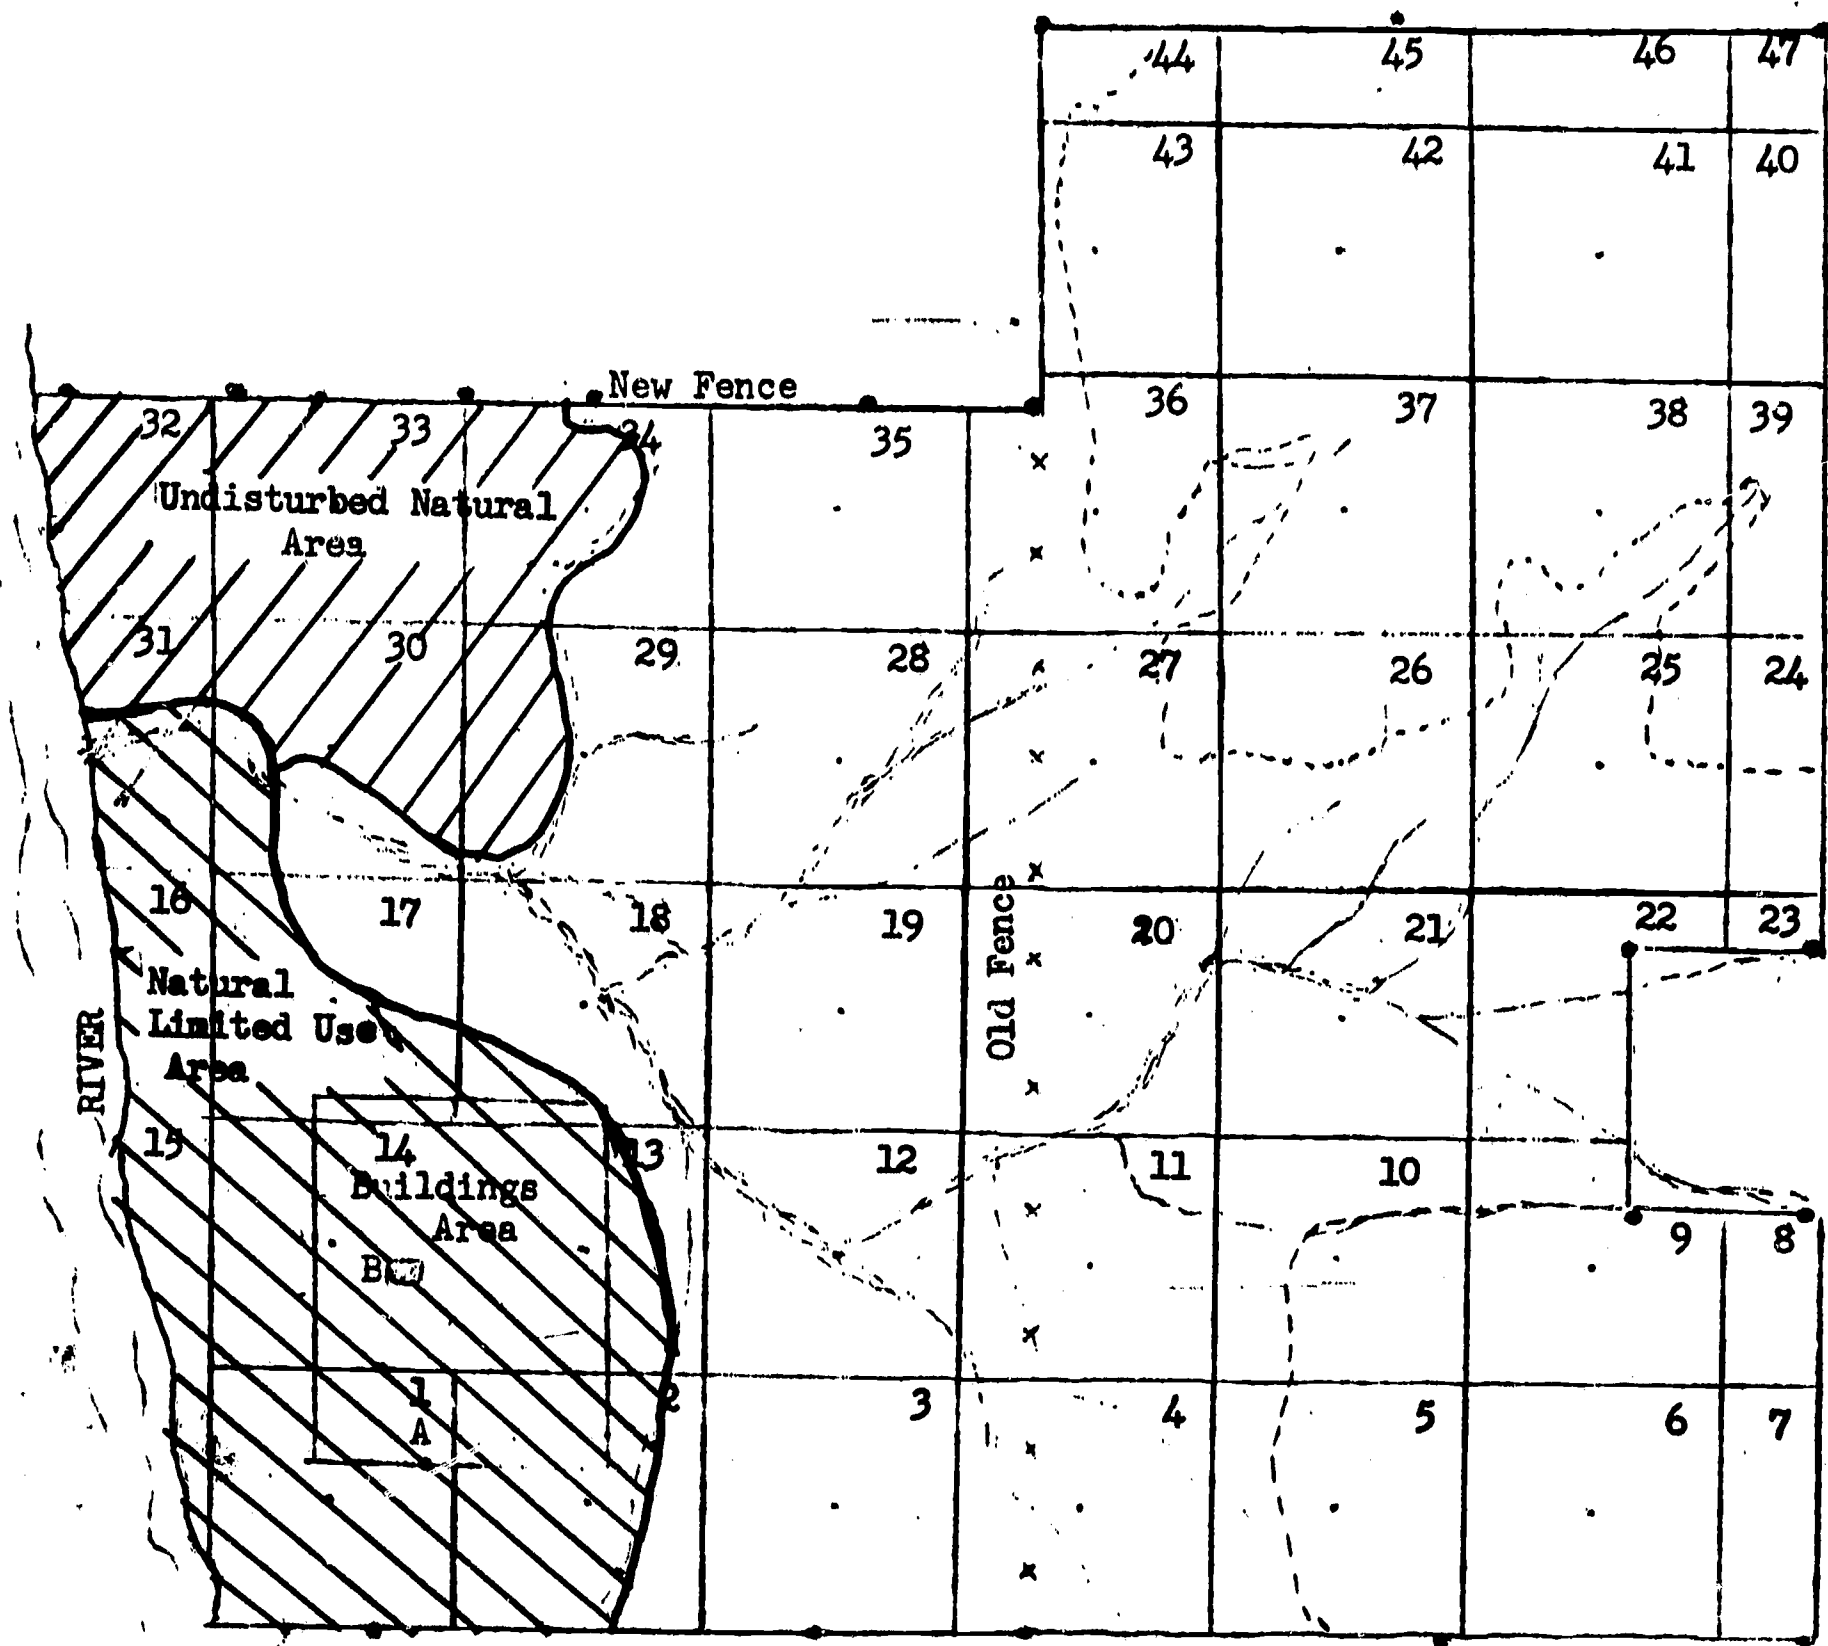 44 45 46 47
43 42 41 40
New Fence
36 37 38 39
32 33 34 35
Undisturbed Natural
Area
31 30 29 28 27 26 25 24
16 17 18 19 20 21 22 23
Old Fence
Natural
Limited Use
Area
RIVER
15 14 13 12 11 10 9 8
Buildings
Area
B
1 2 3 4 5 6 7
A